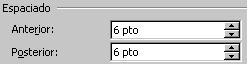 Espaciado
Anterior: 6 pto
Posterior: 6 pto